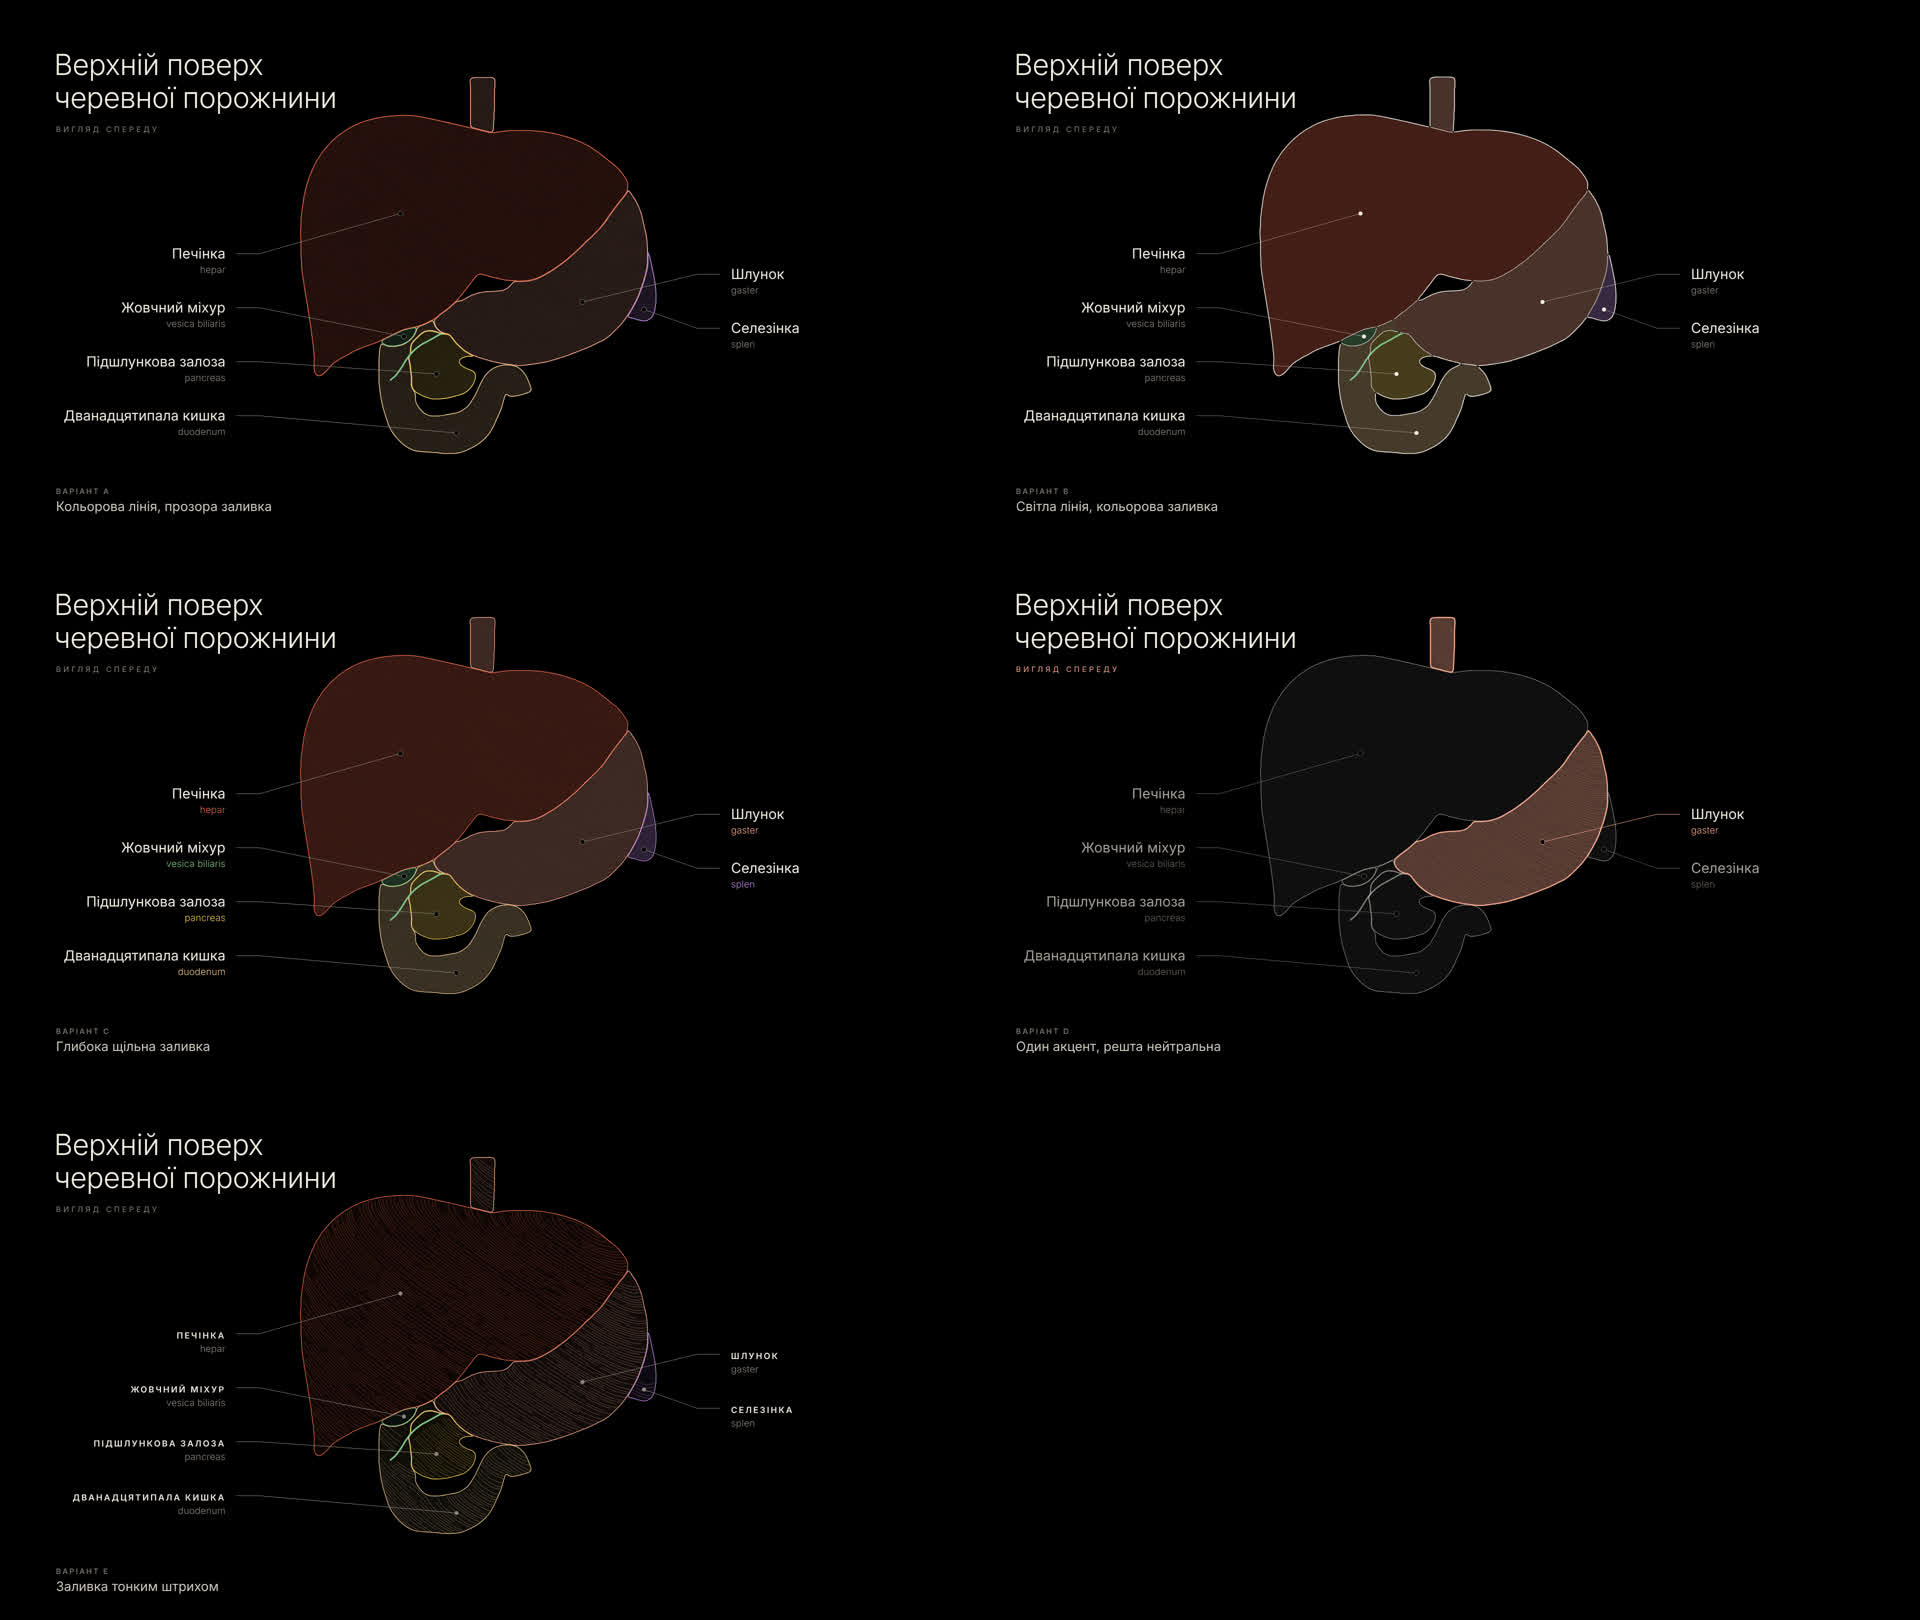 Верхній поверх
черевної порожнини
ВИГЛЯД СПЕРЕДУ
Печінка
hepar
Жовчний міхур
vesica biliaris
Підшлункова залоза
pancreas
Дванадцятипала кишка
duodenum
Шлунок
gaster
Селезінка
splen
ВАРІАНТ A
Кольорова лінія, прозора заливка
Верхній поверх
черевної порожнини
ВИГЛЯД СПЕРЕДУ
Печінка
hepar
Жовчний міхур
vesica biliaris
Підшлункова залоза
pancreas
Дванадцятипала кишка
duodenum
Шлунок
gaster
Селезінка
splen
ВАРІАНТ B
Світла лінія, кольорова заливка
Верхній поверх
черевної порожнини
ВИГЛЯД СПЕРЕДУ
Печінка
hepar
Жовчний міхур
vesica biliaris
Підшлункова залоза
pancreas
Дванадцятипала кишка
duodenum
Шлунок
gaster
Селезінка
splen
ВАРІАНТ C
Глибока щільна заливка
Верхній поверх
черевної порожнини
ВИГЛЯД СПЕРЕДУ
Печінка
hepar
Жовчний міхур
vesica biliaris
Підшлункова залоза
pancreas
Дванадцятипала кишка
duodenum
Шлунок
gaster
Селезінка
splen
ВАРІАНТ D
Один акцент, решта нейтральна
Верхній поверх
черевної порожнини
ВИГЛЯД СПЕРЕДУ
ПЕЧІНКА
hepar
ЖОВЧНИЙ МІХУР
vesica biliaris
ПІДШЛУНКОВА ЗАЛОЗА
pancreas
ДВАНАДЦЯТИПАЛА КИШКА
duodenum
ШЛУНОК
gaster
СЕЛЕЗІНКА
splen
ВАРІАНТ E
Заливка тонким штрихом